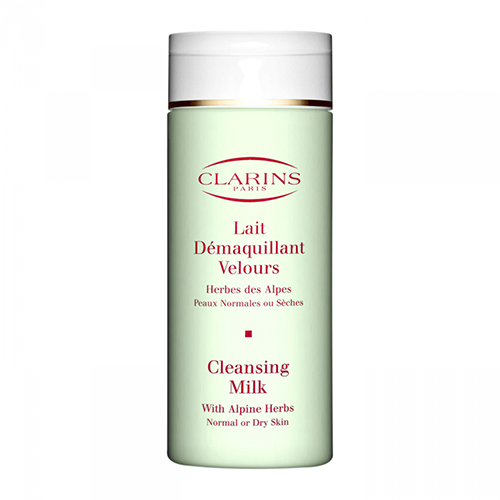 CLARINS
PARIS
Lait
Démaquillant
Velours
Herbes des Alpes
Peaux Normales ou Sèches
Cleansing
Milk
With Alpine Herbs
Normal or Dry Skin